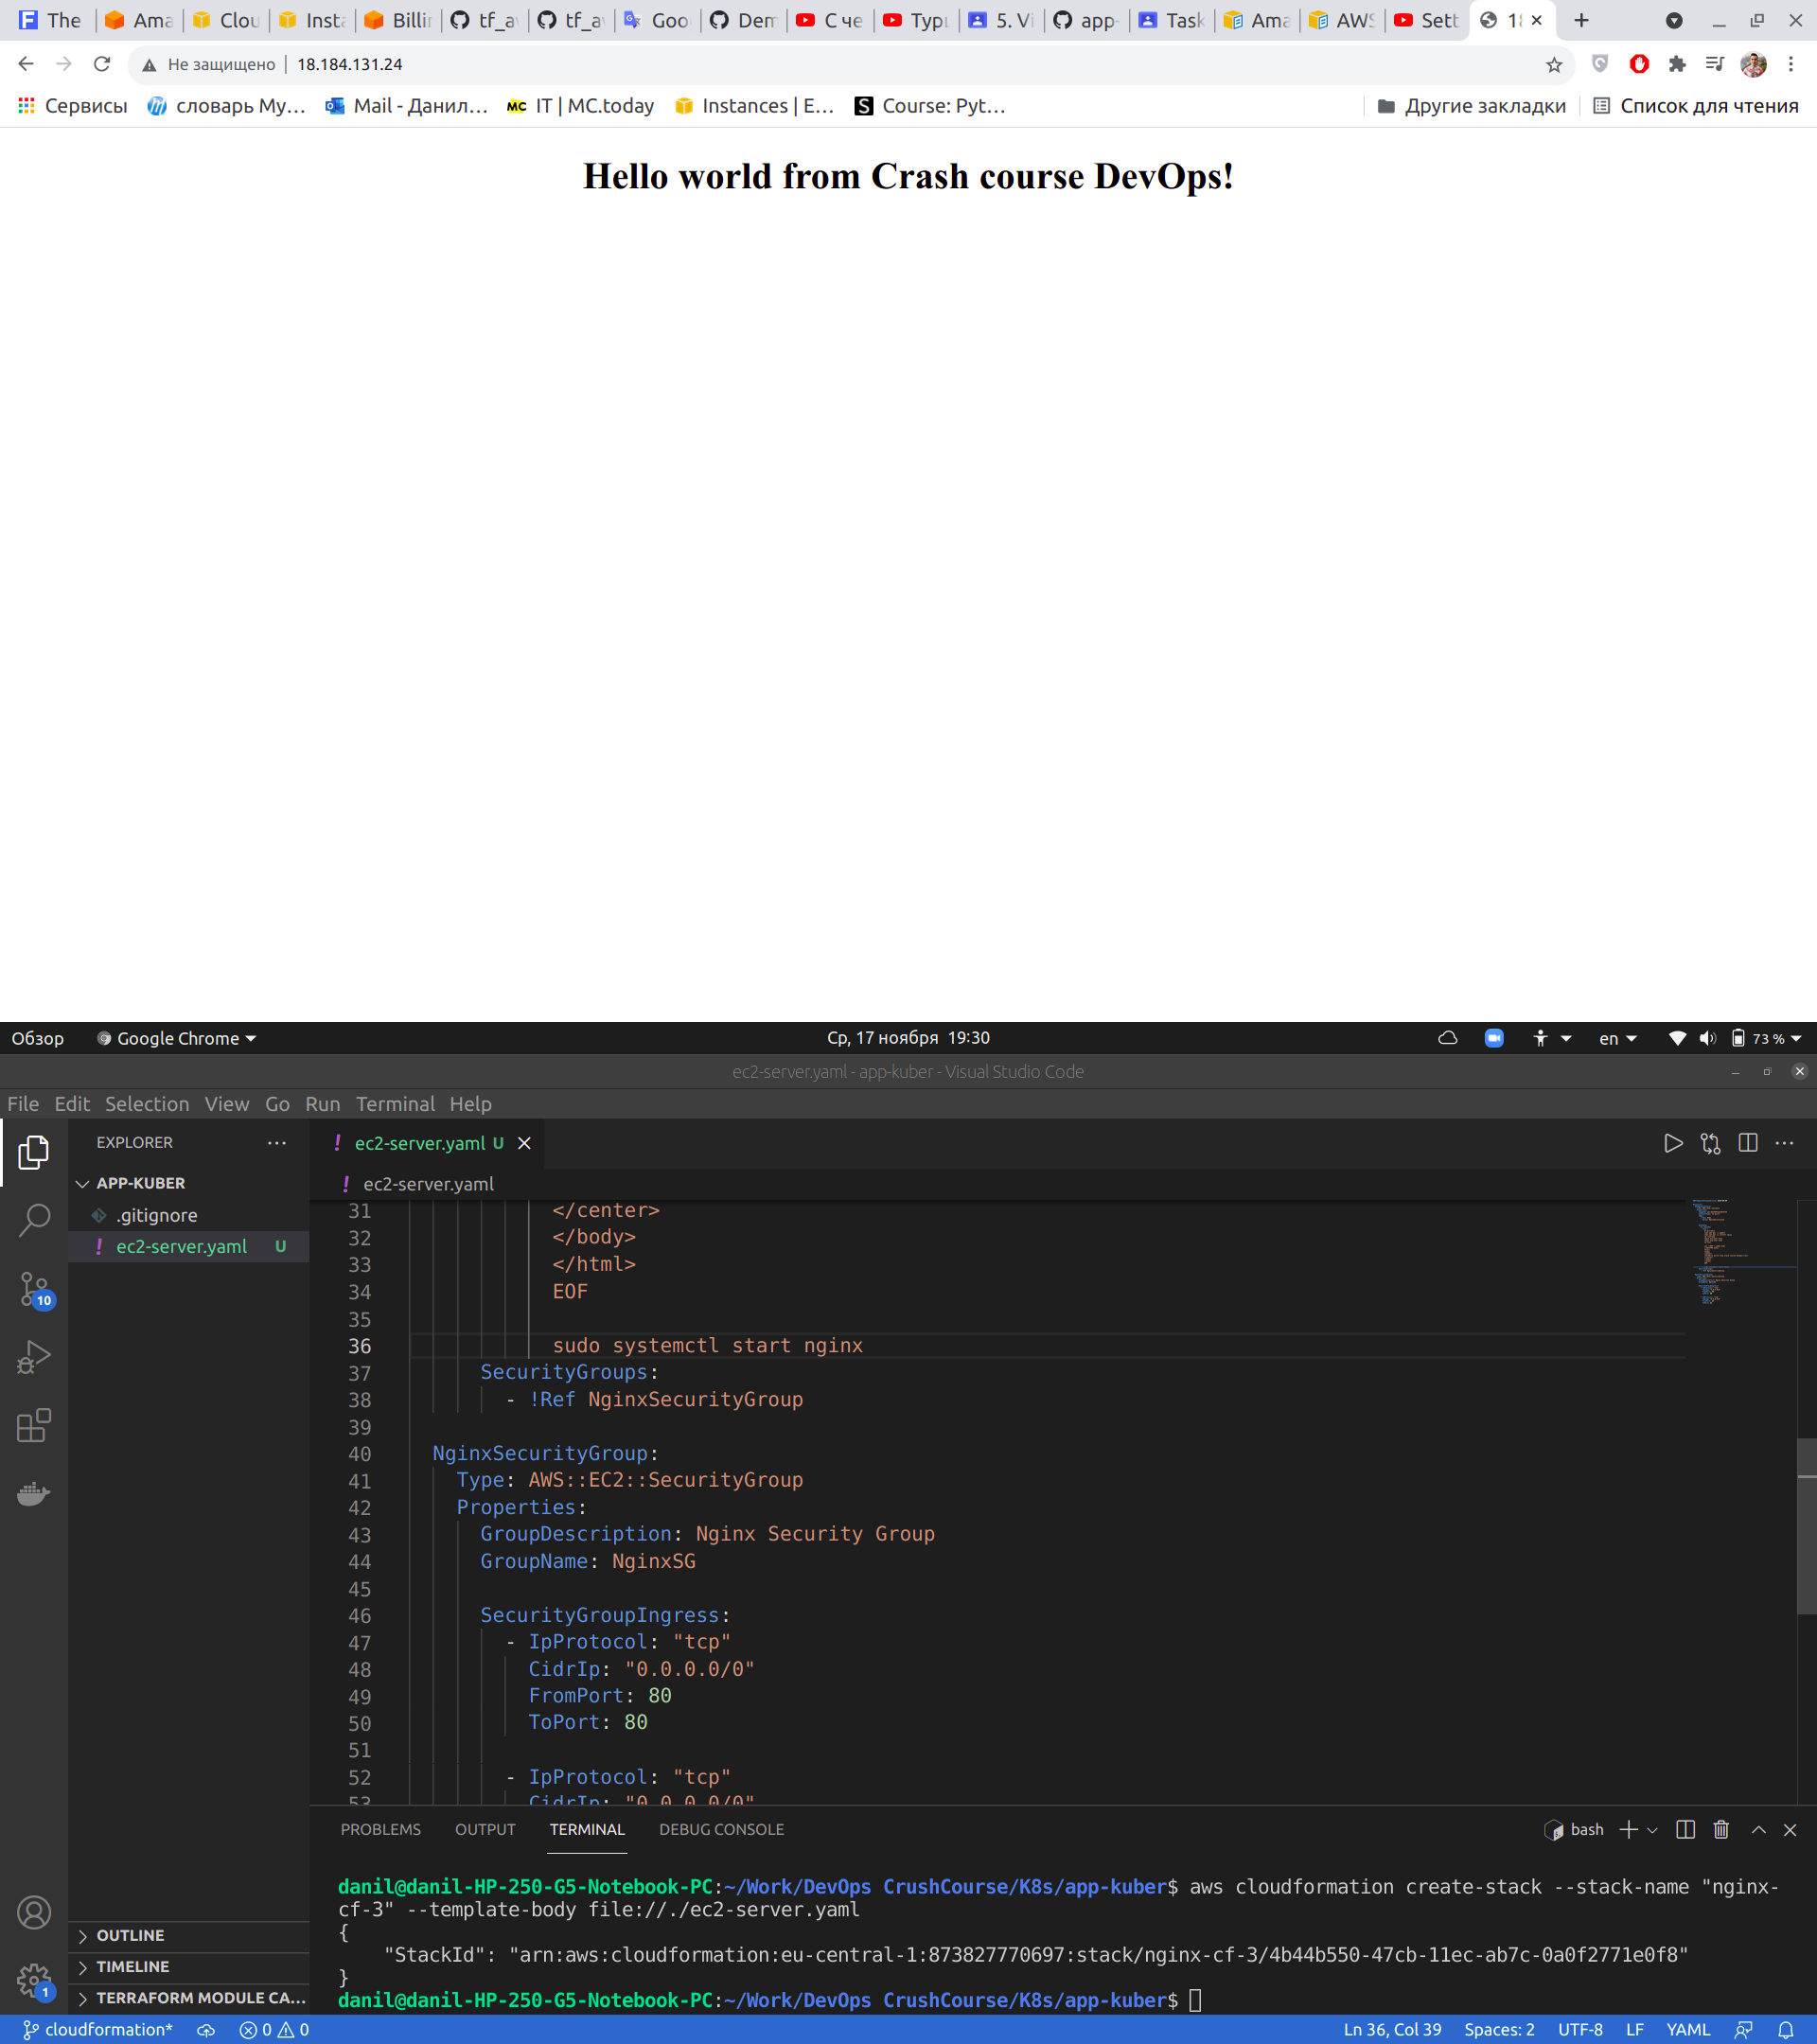 The Ama Clou Insta Billin tf_a tf_a Goo Dem С че Typ 5. Vi app- Task Ama AWS Sett 18
Не защищено 18.184.131.24
Сервисы словарь Му... Mail - Данил... MC IT | MC.today Instances | E... S Course: Pyt... Другие закладки Список для чтения
Hello world from Crash course DevOps!
Обзор Google Chrome Ср, 17 ноября 19:30 en 73 %
ec2-server.yaml - app-kuber - Visual Studio Code
File Edit Selection View Go Run Terminal Help
EXPLORER
APP-KUBER
.gitignore
! ec2-server.yaml U
10
OUTLINE
TIMELINE
1
TERRAFORM MODULE CA...
! ec2-server.yaml U
! ec2-server.yaml
31 </center>
32 </body>
33 </html>
34 EOF
35
36 sudo systemctl start nginx
37 SecurityGroups:
38 - !Ref NginxSecurityGroup
39
40 NginxSecurityGroup:
41 Type: AWS::EC2::SecurityGroup
42 Properties:
43 GroupDescription: Nginx Security Group
44 GroupName: NginxSG
45
46 SecurityGroupIngress:
47 - IpProtocol: "tcp"
48 CidrIp: "0.0.0.0/0"
49 FromPort: 80
50 ToPort: 80
51
52 - IpProtocol: "tcp"
53 CidrIp: "0.0.0.0/0"
PROBLEMS OUTPUT TERMINAL DEBUG CONSOLE bash
danil@danil-HP-250-G5-Notebook-PC:~/Work/DevOps CrushCourse/K8s/app-kuber$ aws cloudformation create-stack --stack-name "nginx-
cf-3" --template-body file://./ec2-server.yaml
{
"StackId": "arn:aws:cloudformation:eu-central-1:873827770697:stack/nginx-cf-3/4b44b550-47cb-11ec-ab7c-0a0f2771e0f8"
}
danil@danil-HP-250-G5-Notebook-PC:~/Work/DevOps CrushCourse/K8s/app-kuber$
cloudformation* 0 0 Ln 36, Col 39 Spaces: 2 UTF-8 LF YAML